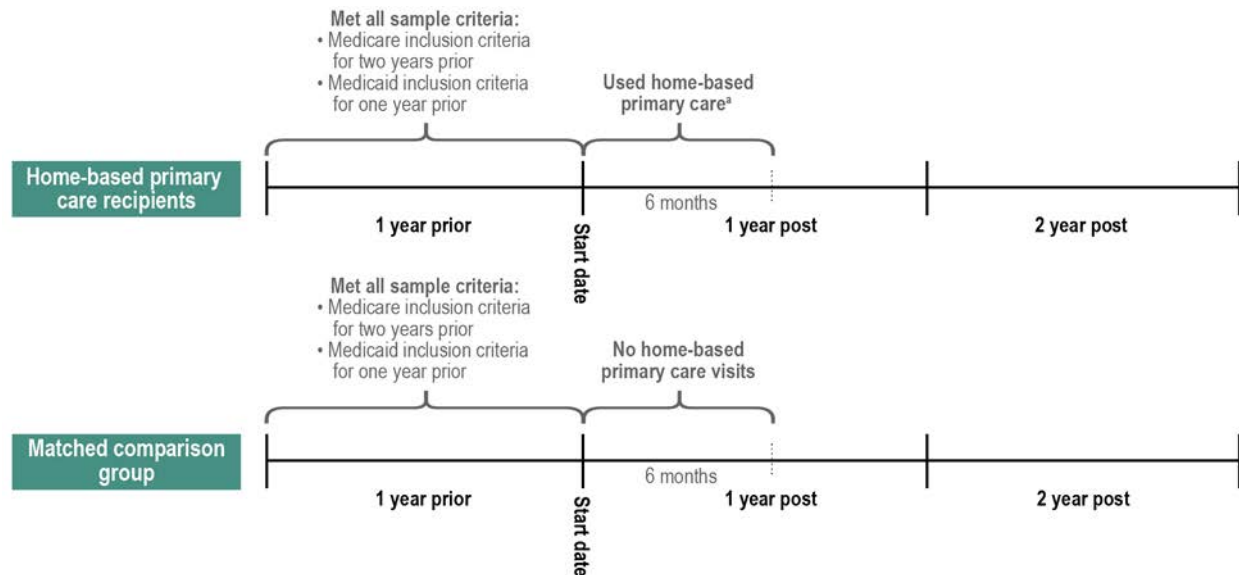 Met all sample criteria:
• Medicare inclusion criteria
for two years prior
• Medicaid inclusion criteria
for one year prior
Used home-based
primary careª
Home-based primary
care recipients
6 months
1 year prior
Start date
1 year post
2 year post
Met all sample criteria:
• Medicare inclusion criteria
for two years prior
• Medicaid inclusion criteria
for one year prior
No home-based
primary care visits
Matched comparison
group
6 months
1 year prior
Start date
1 year post
2 year post